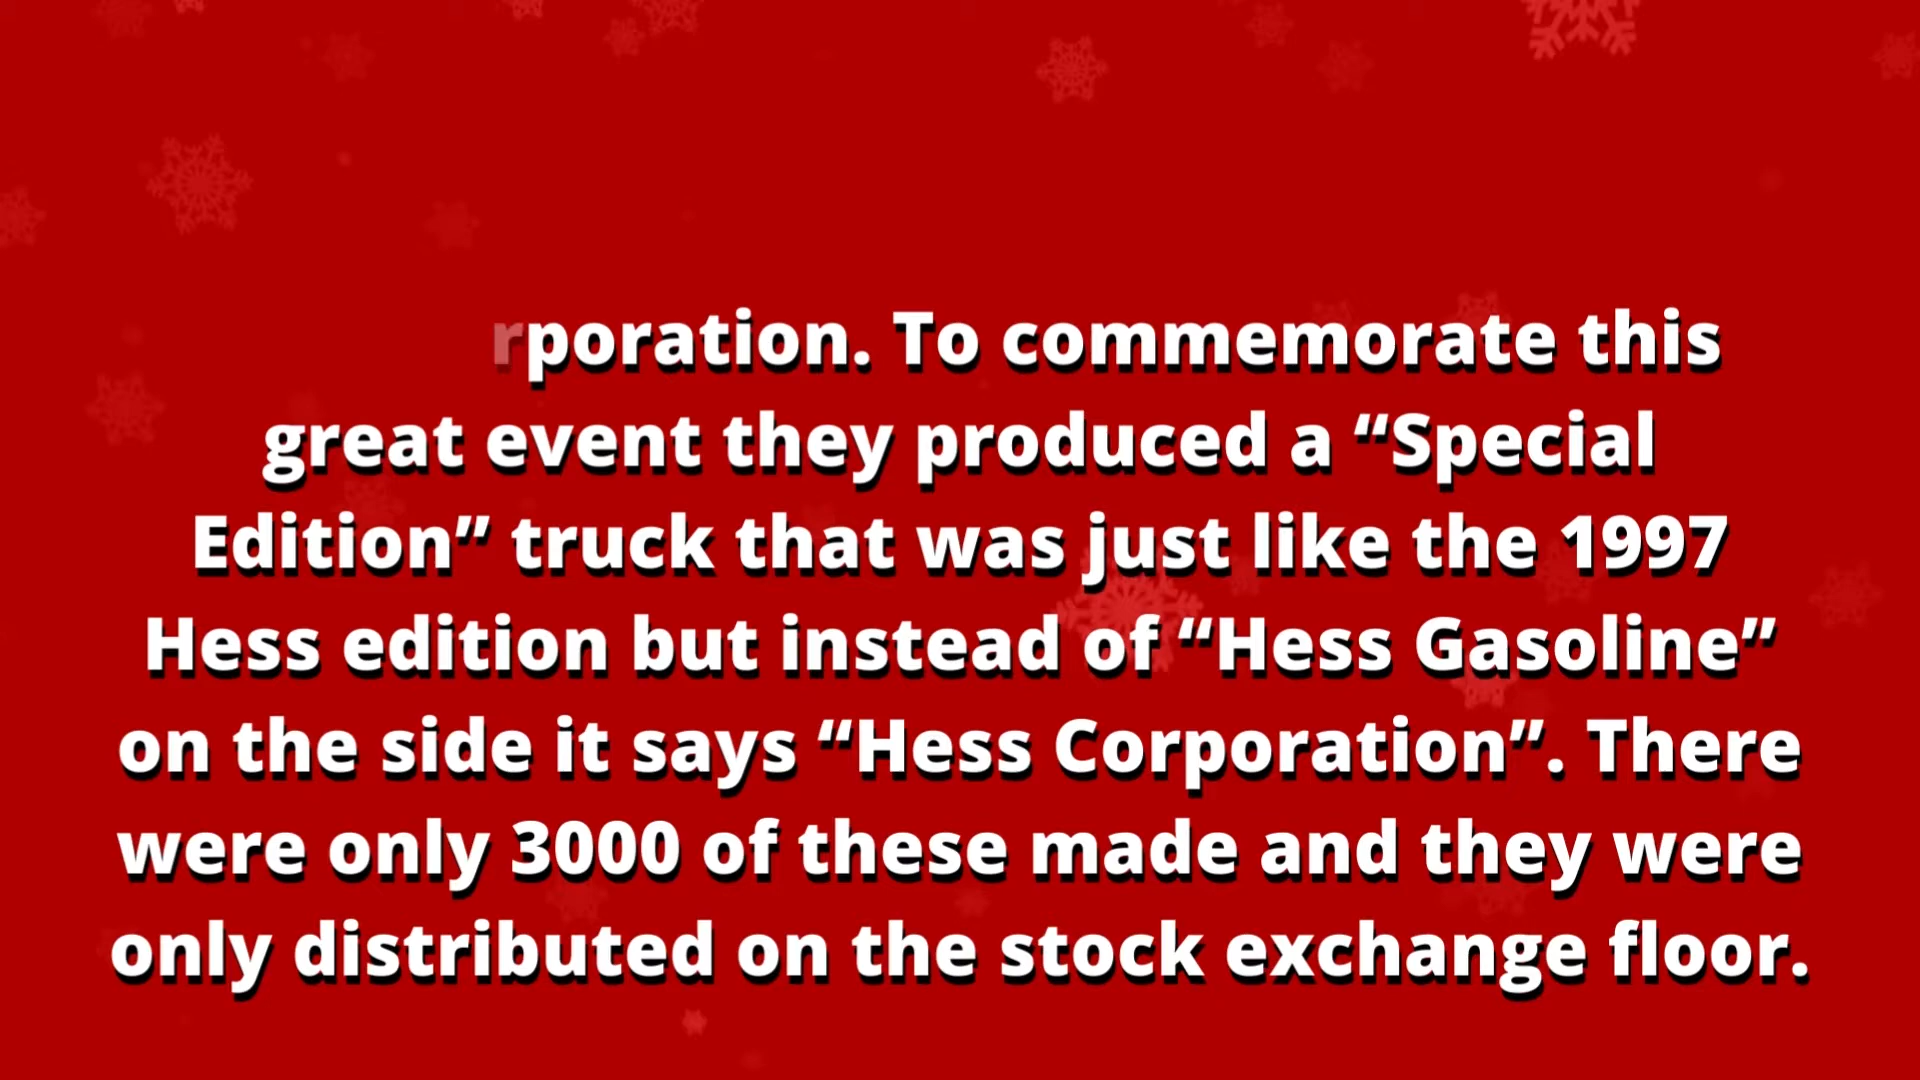 rporation. To commemorate this
great event they produced a “Special
Edition” truck that was just like the 1997
Hess edition but instead of “Hess Gasoline”
on the side it says “Hess Corporation”. There
were only 3000 of these made and they were
only distributed on the stock exchange floor.